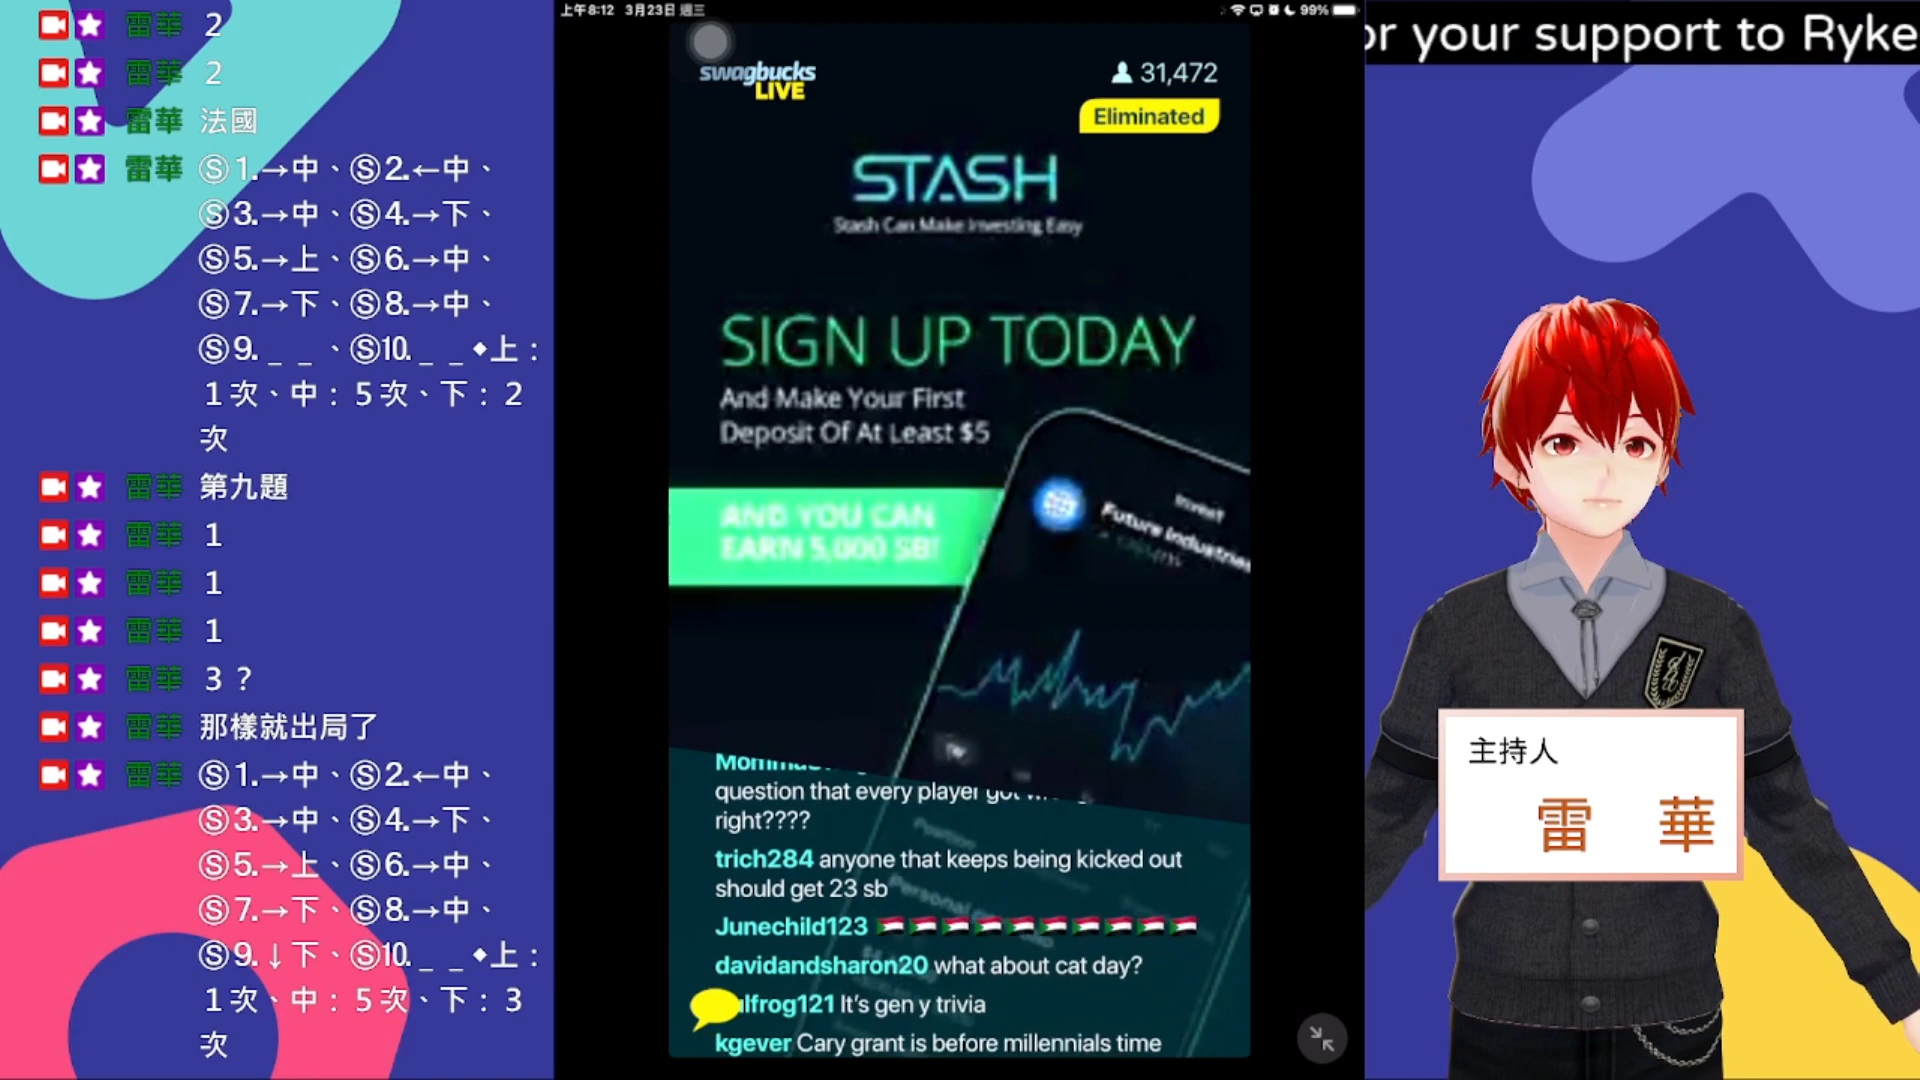 雷華 2
雷華 2
雷華 法國
雷華 Ⓢ1.→中、Ⓢ2.←中、
Ⓢ3.→中、Ⓢ4.→下、
Ⓢ5.→上、Ⓢ6.→中、
Ⓢ7.→下、Ⓢ8.→中、
Ⓢ9._ _、Ⓢ10._ _◆上:
1次、中:5次、下:2
次
雷華 第九題
雷華 1
雷華 1
雷華 1
雷華 3?
雷華 那樣就出局了
雷華 Ⓢ1.→中、Ⓢ2.←中、
Ⓢ3.→中、Ⓢ4.→下、
Ⓢ5.→上、Ⓢ6.→中、
Ⓢ7.→下、Ⓢ8.→中、
Ⓢ9.↓下、Ⓢ10._ _◆上:
1次、中:5次、下:3
次
上午8:12 3月23日 週三
99%
swagbucks
LIVE
31,472
Eliminated
STASH
Stash Can Make Investing Easy
SIGN UP TODAY
And Make Your First
Deposit Of At Least $5
AND YOU CAN
EARN 5,000 SB!
Invest
Future Industries
1W
question that every player got
right????
trich284 anyone that keeps being kicked out
should get 23 sb
Junechild123 🇸🇩🇸🇩🇸🇩🇸🇩🇸🇩🇸🇩🇸🇩🇸🇩🇸🇩🇸🇩
davidandsharon20 what about cat day?
lfrog121 It's gen y trivia
kgever Cary grant is before millennials time
Position
Personal
or your support to Ryke
主持人
雷 華